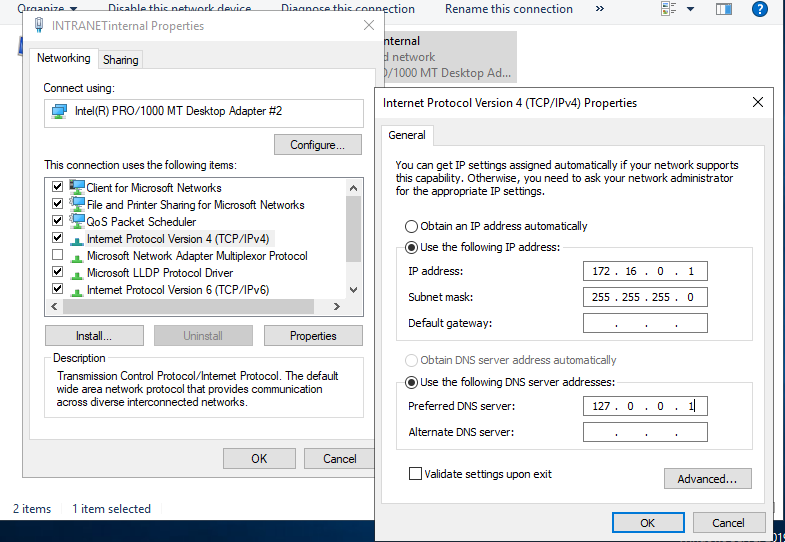 Organize
Disable this network device
Diagnose this connection
Rename this connection
»
?
INTRANETinternal Properties
Networking
Sharing
Connect using:
Intel(R) PRO/1000 MT Desktop Adapter #2
Configure...
This connection uses the following items:
Client for Microsoft Networks
File and Printer Sharing for Microsoft Networks
QoS Packet Scheduler
Internet Protocol Version 4 (TCP/IPv4)
Microsoft Network Adapter Multiplexor Protocol
Microsoft LLDP Protocol Driver
Internet Protocol Version 6 (TCP/IPv6)
Install...
Uninstall
Properties
Description
Transmission Control Protocol/Internet Protocol. The default
wide area network protocol that provides communication
across diverse interconnected networks.
OK
Cancel
2 items
1 item selected
internal
d network
O/1000 MT Desktop Ad...
Internet Protocol Version 4 (TCP/IPv4) Properties
General
You can get IP settings assigned automatically if your network supports
this capability. Otherwise, you need to ask your network administrator
for the appropriate IP settings.
Obtain an IP address automatically
Use the following IP address:
IP address:
172 . 16 . 0 . 1
Subnet mask:
255 . 255 . 255 . 0
Default gateway:
. . .
Obtain DNS server address automatically
Use the following DNS server addresses:
Preferred DNS server:
127 . 0 . 0 . 1
Alternate DNS server:
. . .
Validate settings upon exit
Advanced...
OK
Cancel